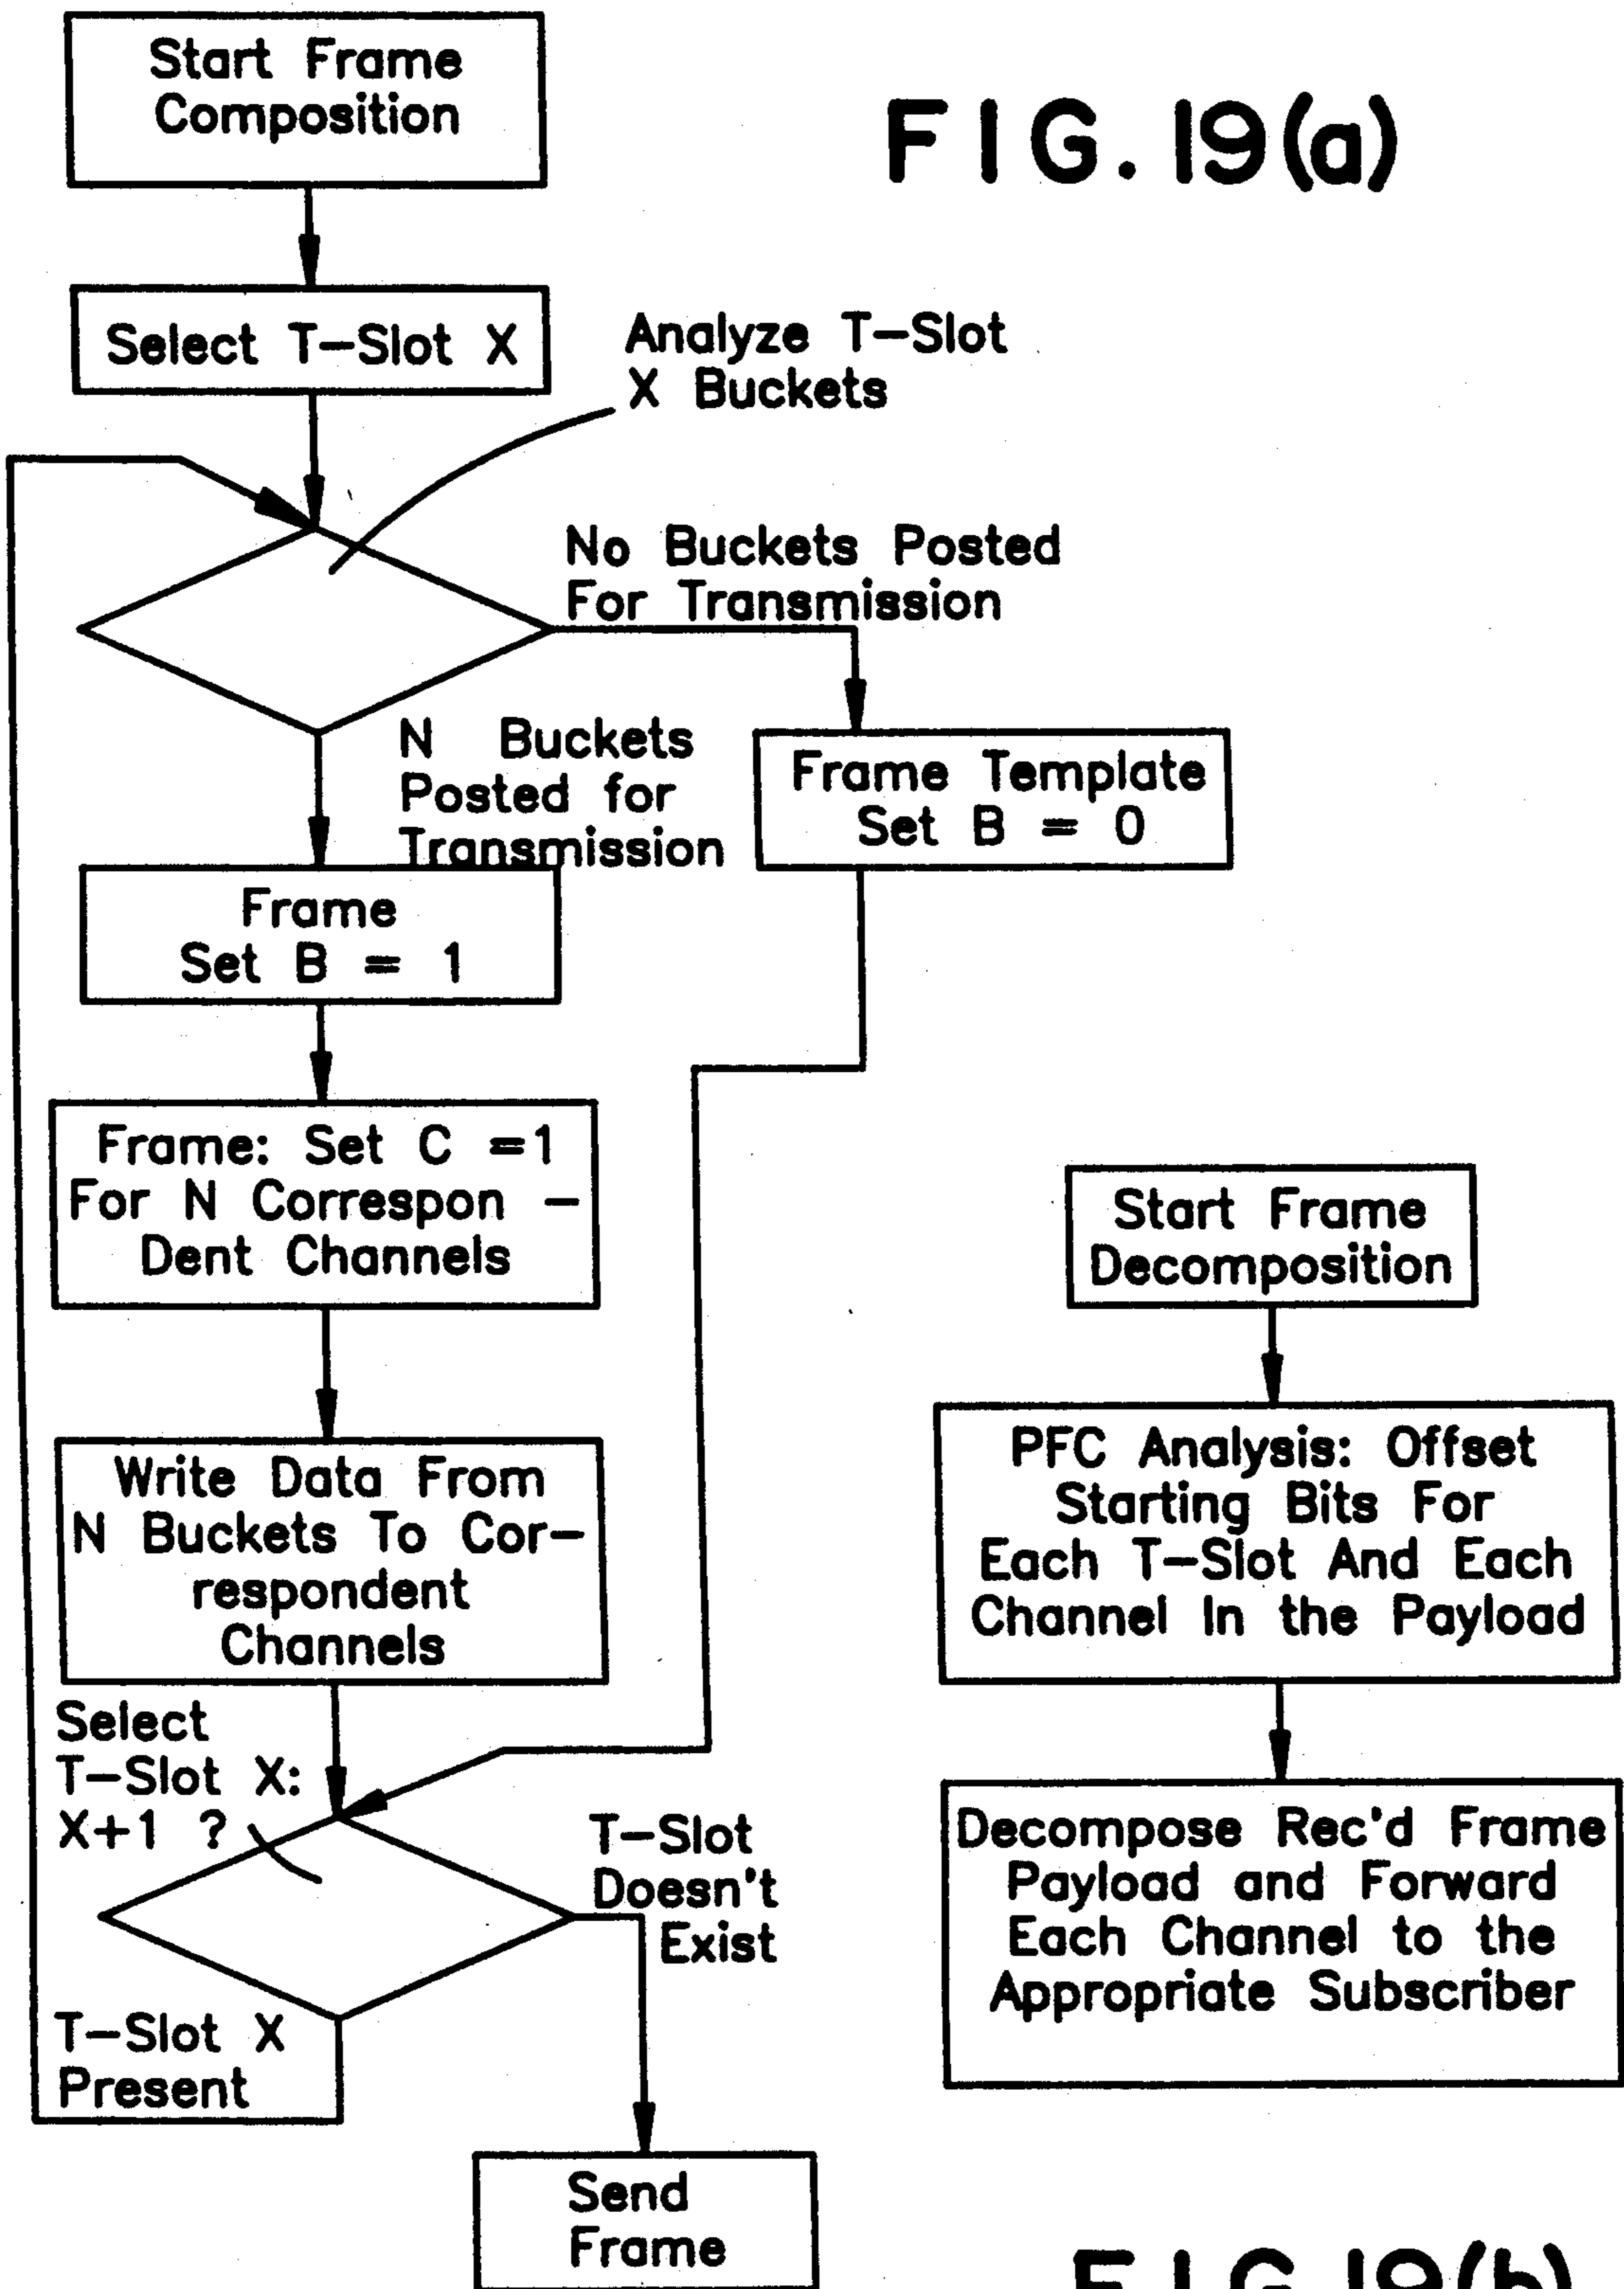 Start Frame
Composition
FIG. 19(a)
Select T-Slot X
Analyze T-Slot
X Buckets
No Buckets Posted
For Transmission
N Buckets
Posted for
Transmission
Frame Template
Set B = 0
Frame
Set B = 1
Frame: Set C =1
For N Correspon -
Dent Channels
Write Data From
N Buckets To Cor-
respondent
Channels
Select
T-Slot X:
X+1 ?
T-Slot
Doesn't
Exist
T-Slot X
Present
Send
Frame
Start Frame
Decomposition
PFC Analysis: Offset
Starting Bits For
Each T-Slot And Each
Channel In the Payload
Decompose Rec'd Frame
Payload and Forward
Each Channel to the
Appropriate Subscriber
FIG.19(b)